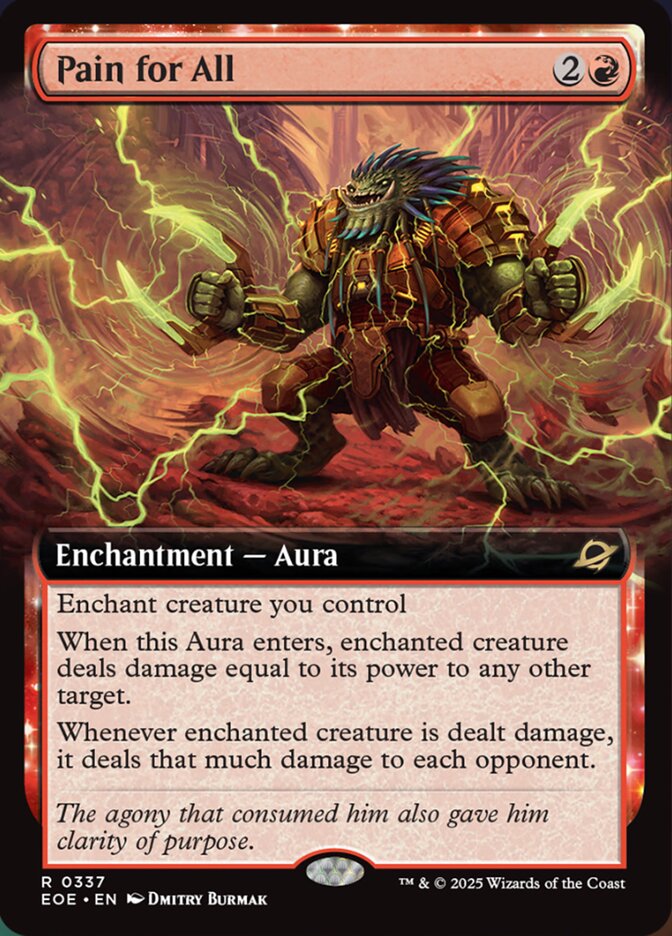 Pain for All 2
Enchantment — Aura
Enchant creature you control
When this Aura enters, enchanted creature
deals damage equal to its power to any other
target.
Whenever enchanted creature is dealt damage,
it deals that much damage to each opponent.
The agony that consumed him also gave him
clarity of purpose.
R 0337
EOE • EN Dmitry Burmak
™ & © 2025 Wizards of the Coast